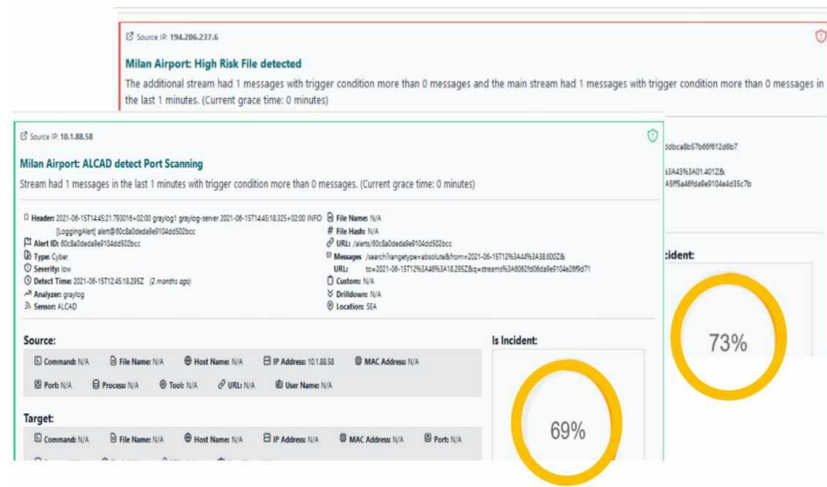 Source IP: 194.206.237.6
Milan Airport: High Risk File detected
The additional stream had 1 messages with trigger condition more than 0 messages and the main stream had 1 messages with trigger condition more than 0 messages in
the last 1 minutes. (Current grace time: 0 minutes)
Source IP: 10.1.88.58
Milan Airport: ALCAD detect Port Scanning
Stream had 1 messages in the last 1 minutes with trigger condition more than 0 messages. (Current grace time: 0 minutes)
Header: 2021-06-15T14:45:21.793016+02:00 graylog1 graylog-server 2021-06-15T14:45:18.325+02:00 INFO
[LoggingAlert] alert@60c8a0deda9e9104dd502bcc
Alert ID: 60c8a0deda9e9104dd502bcc
Type: Cyber
Severity: low
Detect Time: 2021-06-15T12:45:18.295Z (2 months ago)
Analyzer: graylog
Sensor: ALCAD
File Name: N/A
File Hash: N/A
URL: /alerts/60c8a0deda9e9104dd502bcc
Messages /search?rangetype=absolute&from=2021-06-15T12%3A44%3A38.600Z&
URL: to=2021-06-15T12%3A46%3A18.295Z&q=streams%3A6062fd06da9e9104e26f9d71
Custom: N/A
Drilldown: N/A
Location: SEA
Source:
Command: N/A File Name: N/A Host Name: N/A IP Address: 10.1.88.58 MAC Address: N/A
Port: N/A Process: N/A Tool: N/A URL: N/A User Name: N/A
Target:
Command: N/A File Name: N/A Host Name: N/A IP Address: N/A MAC Address: N/A Port: N/A
Is Incident:
69%
cident:
73%